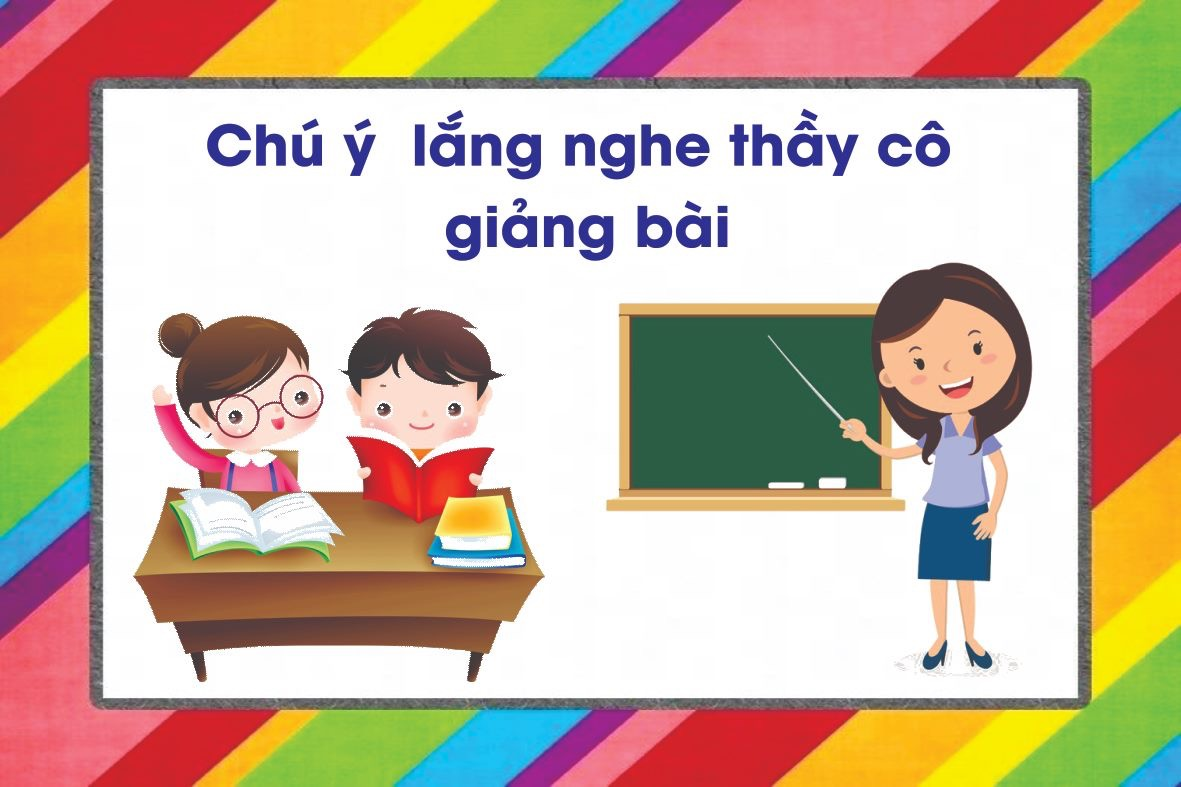 Chú ý lắng nghe thầy cô
giảng bài